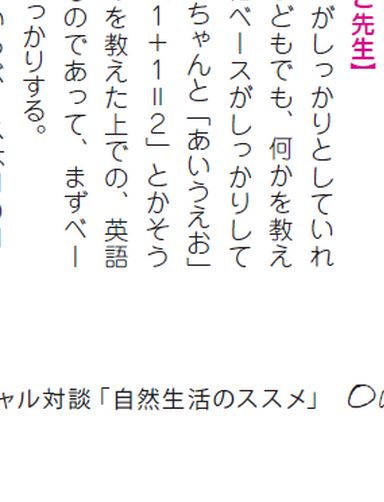 先生】
がしっかりとしていれ
どもでも、何かを教え
ベースがしっかりして
ちゃんと「あいうえお」
1＋1＝2」とかそう
を教えた上での、英語
のであって、まずベー
っかりする。
ャル対談「自然生活のススメ」